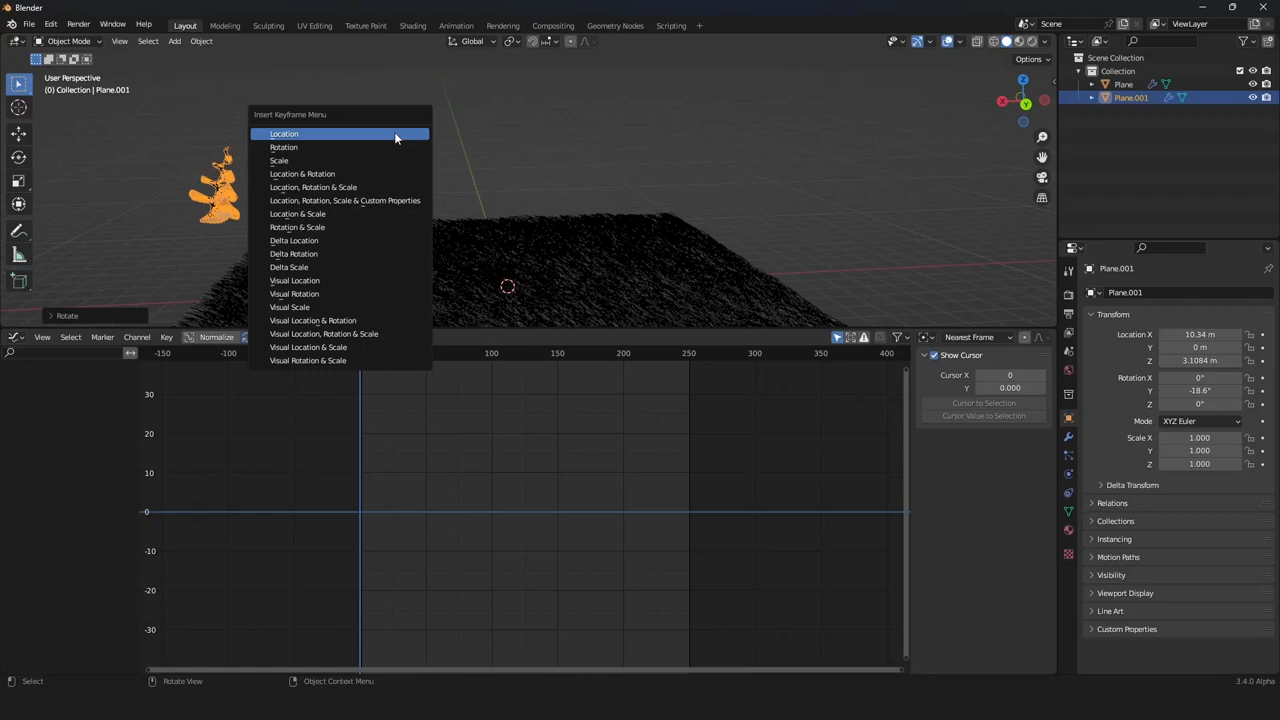 Blender
File Edit Render Window Help Layout Modeling Sculpting UV Editing Texture Paint Shading Animation Rendering Compositing Geometry Nodes Scripting + Scene ViewLayer
Object Mode View Select Add Object Global
Options
User Perspective
(0) Collection | Plane.001
X
Z
Scene Collection
Collection
Plane
Plane.001
Insert Keyframe Menu
Location
Rotation
Scale
Location & Rotation
Location, Rotation & Scale
Location, Rotation, Scale & Custom Properties
Location & Scale
Rotation & Scale
Delta Location
Delta Rotation
Delta Scale
Visual Location
Visual Rotation
Visual Scale
Visual Location & Rotation
Visual Location, Rotation & Scale
Visual Location & Scale
Visual Rotation & Scale
Rotate
View Select Marker Channel Key Normalize Nearest Frame
-150 -100 100 150 200 250 300 350 400
30
20
10
0
-10
-20
-30
Show Cursor
Cursor X 0
Y 0.000
Cursor to Selection
Cursor Value to Selection
Plane.001
Plane.001
Transform
Location X 10.34 m
Y 0 m
Z 3.1084 m
Rotation X 0°
Y -18.6°
Z 0°
Mode XYZ Euler
Scale X 1.000
Y 1.000
Z 1.000
Delta Transform
Relations
Collections
Instancing
Motion Paths
Visibility
Viewport Display
Line Art
Custom Properties
Select Rotate View Object Context Menu 3.4.0 Alpha